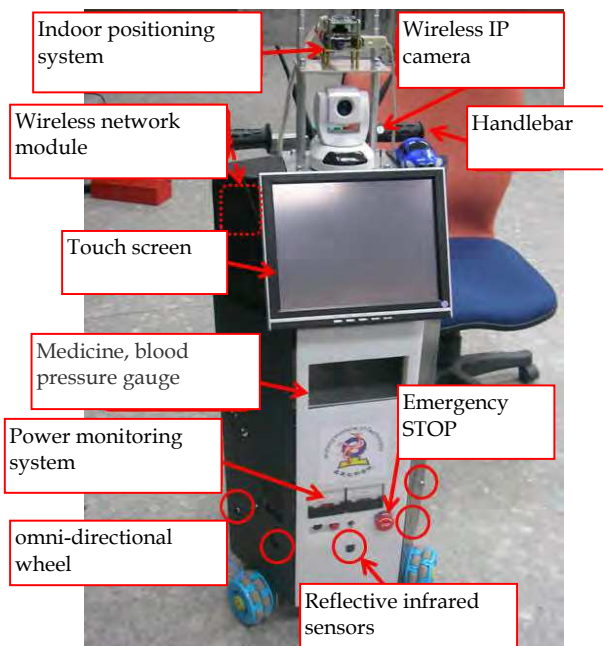 Indoor positioning
system
Wireless IP
camera
Wireless network
module
Handlebar
Touch screen
Medicine, blood
pressure gauge
Emergency
STOP
Power monitoring
system
omni-directional
wheel
Reflective infrared
sensors